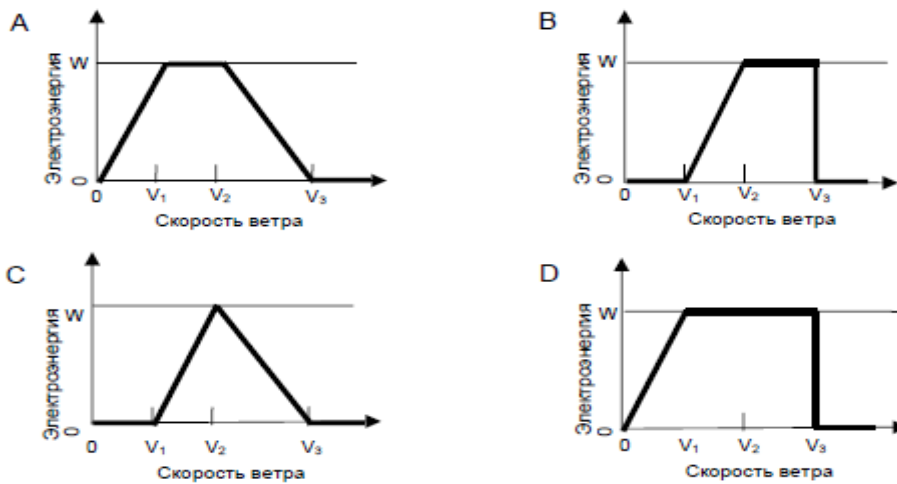 A
Электроэнергия
W
0
0
V₁
V₂
V₃
Скорость ветра
B
Электроэнергия
W
0
0
V₁
V₂
V₃
Скорость ветра
C
Электроэнергия
W
0
0
V₁
V₂
V₃
Скорость ветра
D
Электроэнергия
W
0
0
V₁
V₂
V₃
Скорость ветра